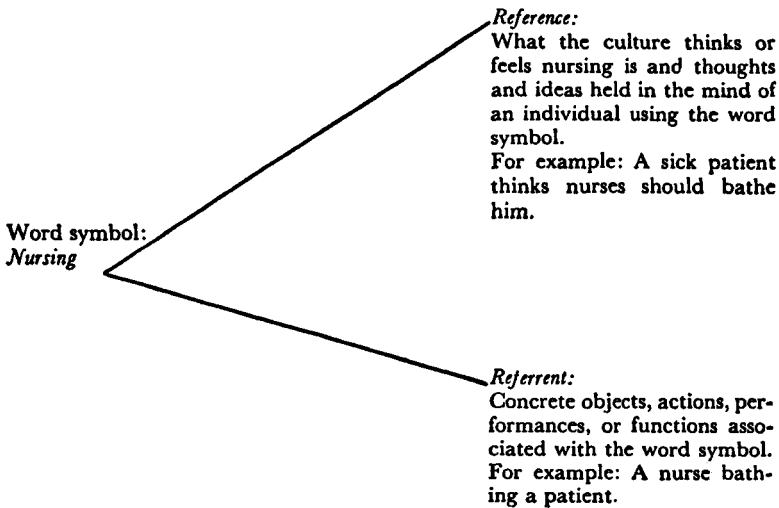 Reference:
What the culture thinks or
feels nursing is and thoughts
and ideas held in the mind of
an individual using the word
symbol.
For example: A sick patient
thinks nurses should bathe
him.
Word symbol:
Nursing
Referrent:
Concrete objects, actions, per-
formances, or functions asso-
ciated with the word symbol.
For example: A nurse bath-
ing a patient.